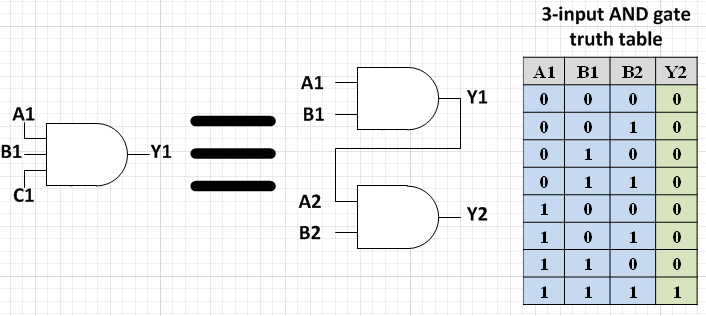 A1
B1
C1
Y1
A1
B1
Y1
A2
B2
Y2
3-input AND gate
truth table
A1 B1 B2 Y2
0 0 0 0
0 0 1 0
0 1 0 0
0 1 1 0
1 0 0 0
1 0 1 0
1 1 0 0
1 1 1 1